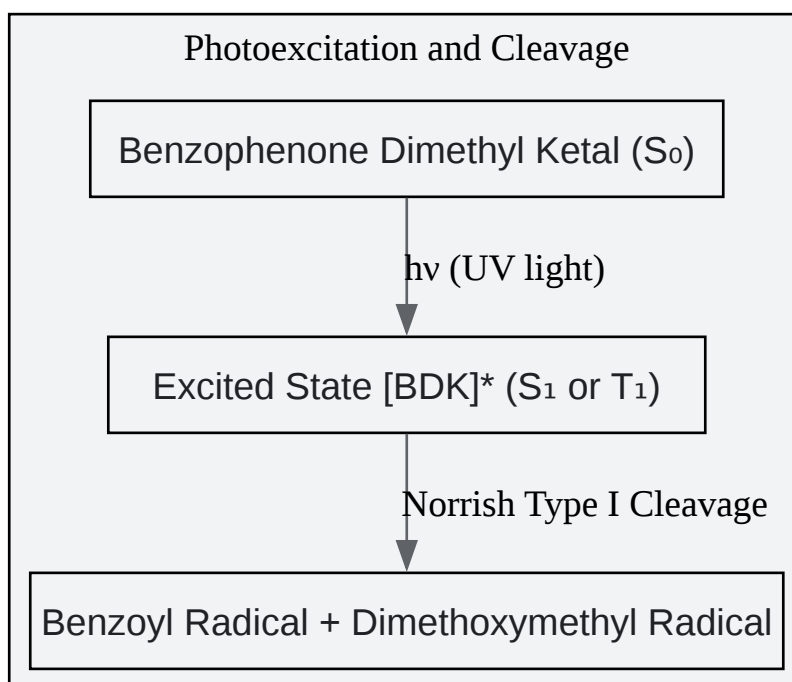 Photoexcitation and Cleavage
Benzophenone Dimethyl Ketal (S₀)
hν (UV light)
Excited State [BDK]* (S₁ or T₁)
Norrish Type I Cleavage
Benzoyl Radical + Dimethoxymethyl Radical